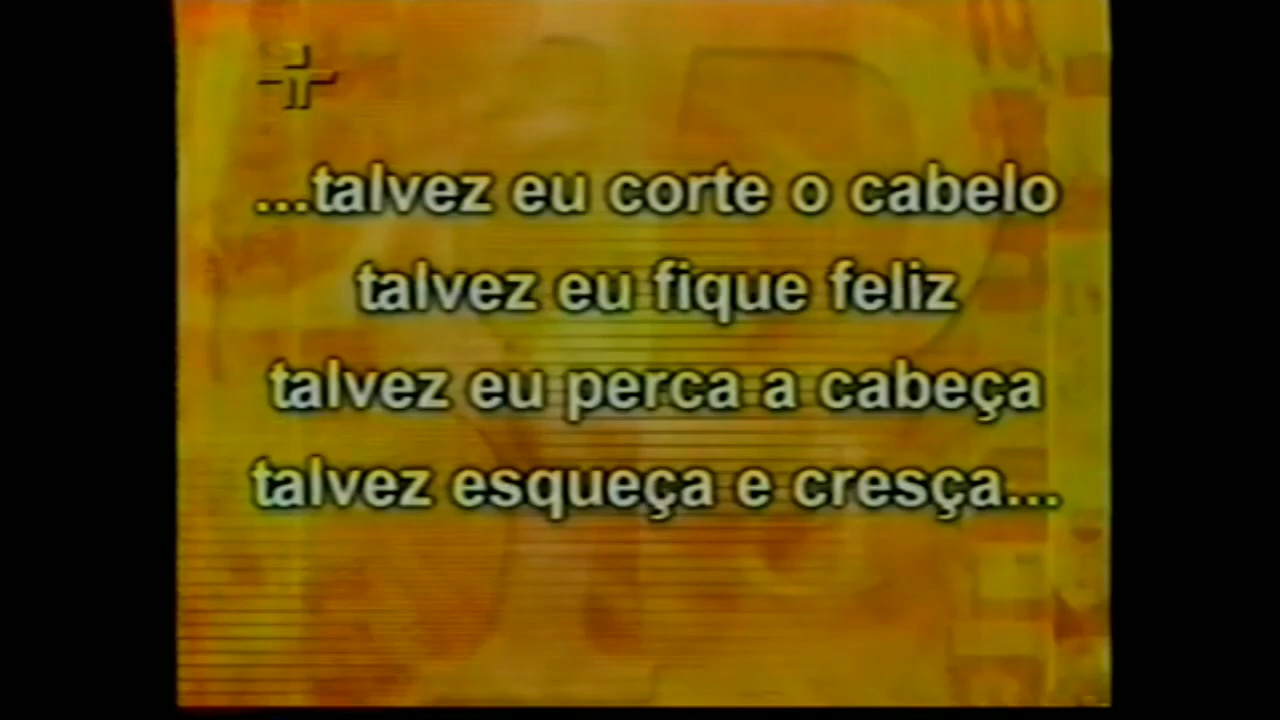 ...talvez eu corte o cabelo
talvez eu fique feliz
talvez eu perca a cabeça
talvez esqueça e cresça...